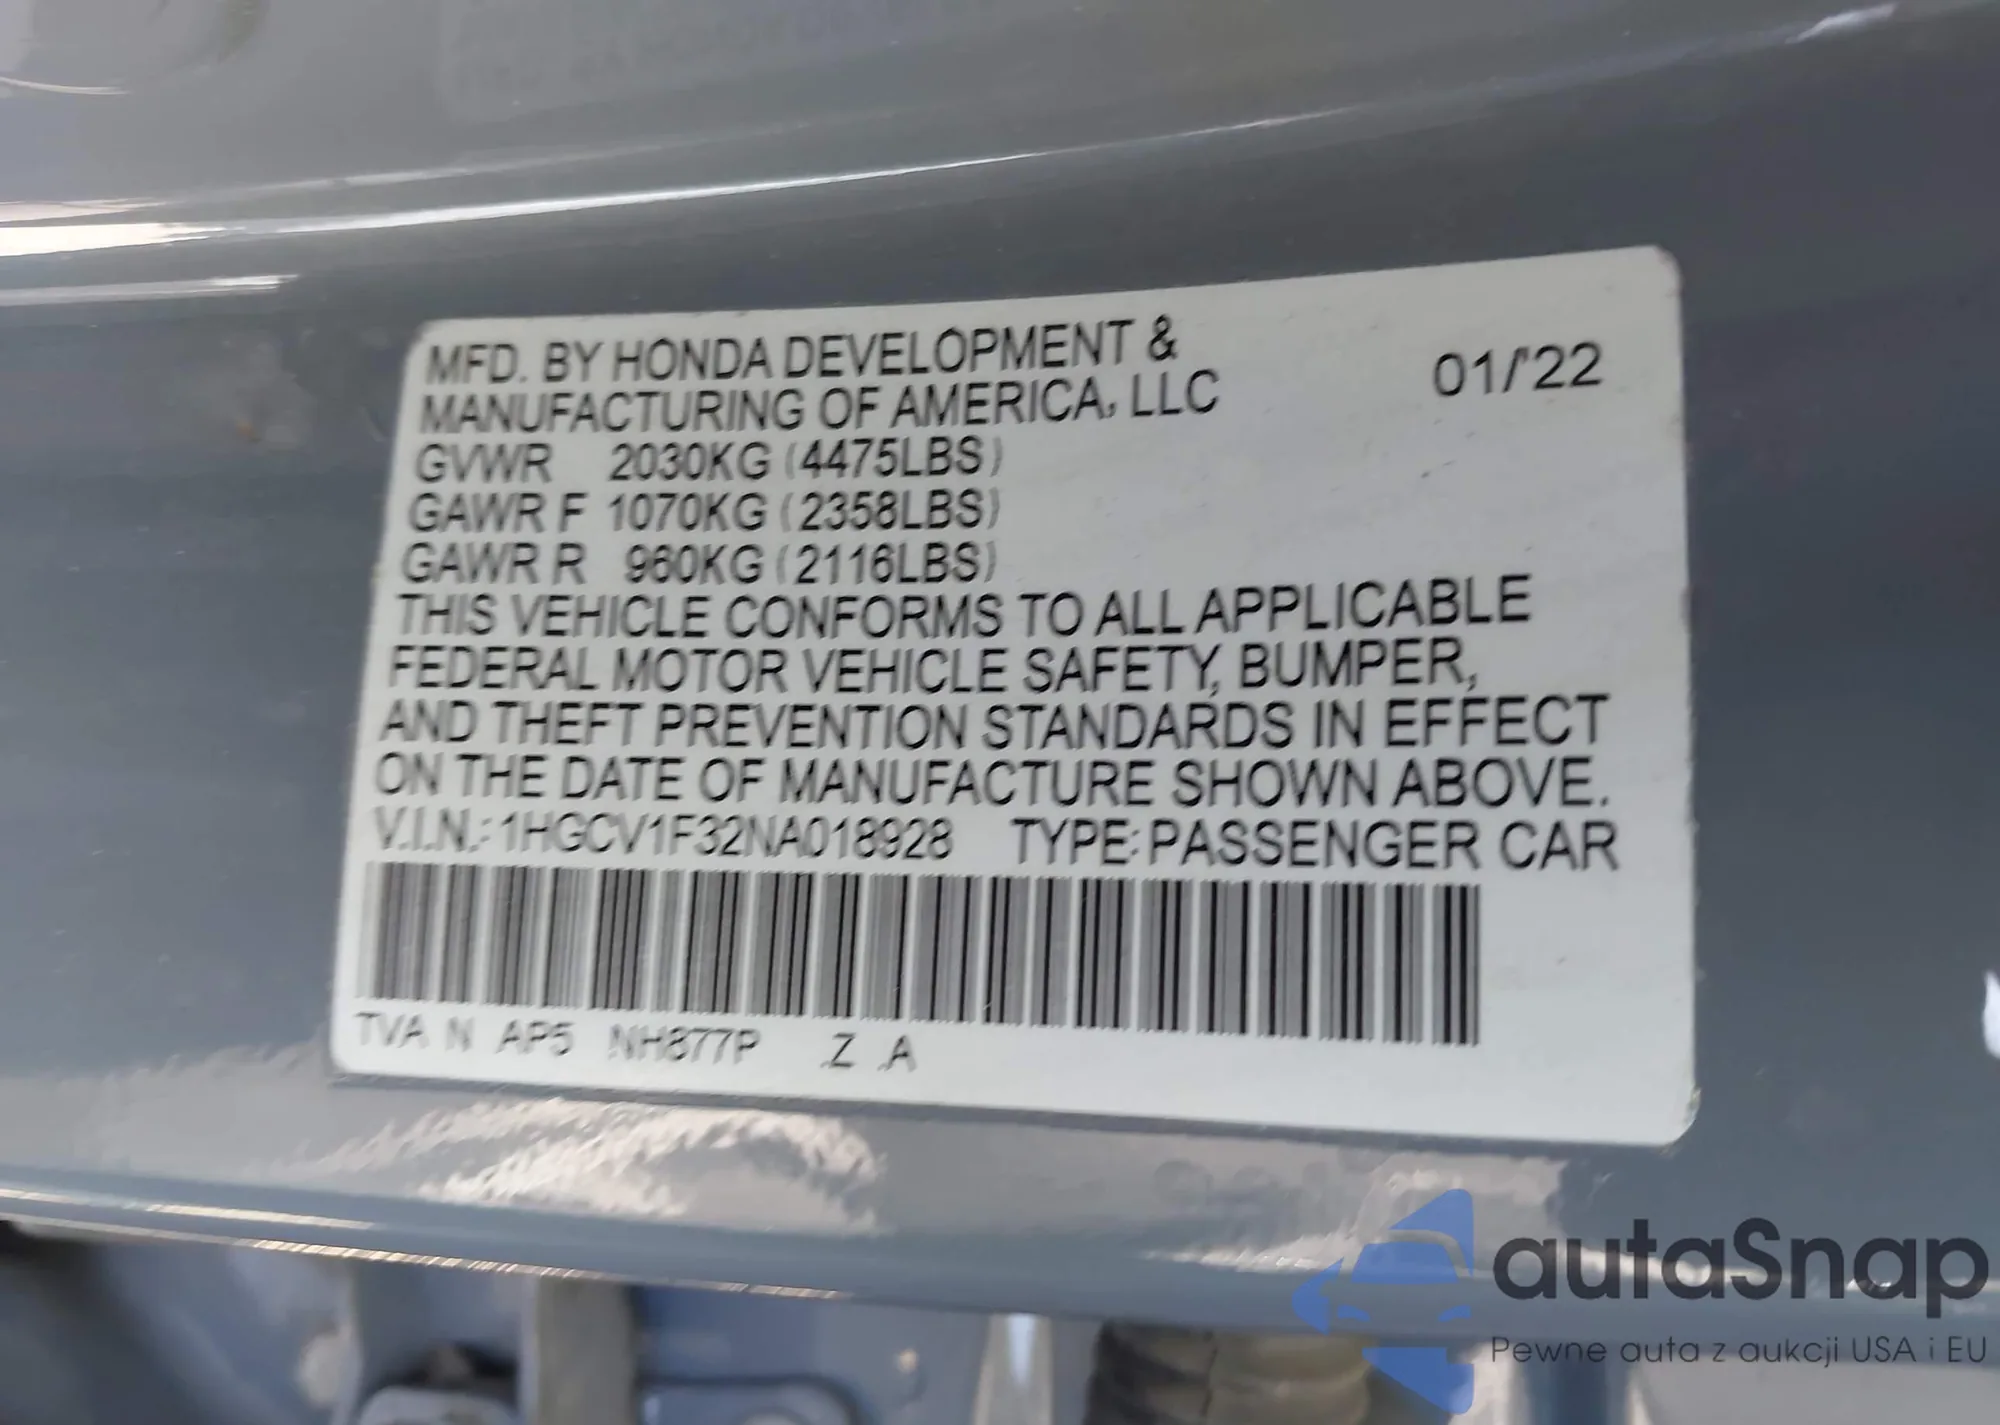 MFD. BY HONDA DEVELOPMENT &
MANUFACTURING OF AMERICA, LLC
01/'22
GVWR 2030KG (4475LBS)
GAWR F 1070KG (2358LBS)
GAWR R 960KG (2116LBS)
THIS VEHICLE CONFORMS TO ALL APPLICABLE
FEDERAL MOTOR VEHICLE SAFETY, BUMPER,
AND THEFT PREVENTION STANDARDS IN EFFECT
ON THE DATE OF MANUFACTURE SHOWN ABOVE.
V.I.N.: 1HGCV1F32NA018928 TYPE: PASSENGER CAR
TVA N AP5 NH877P Z A
autaSnap
Pewne auta z aukcji USA i EU